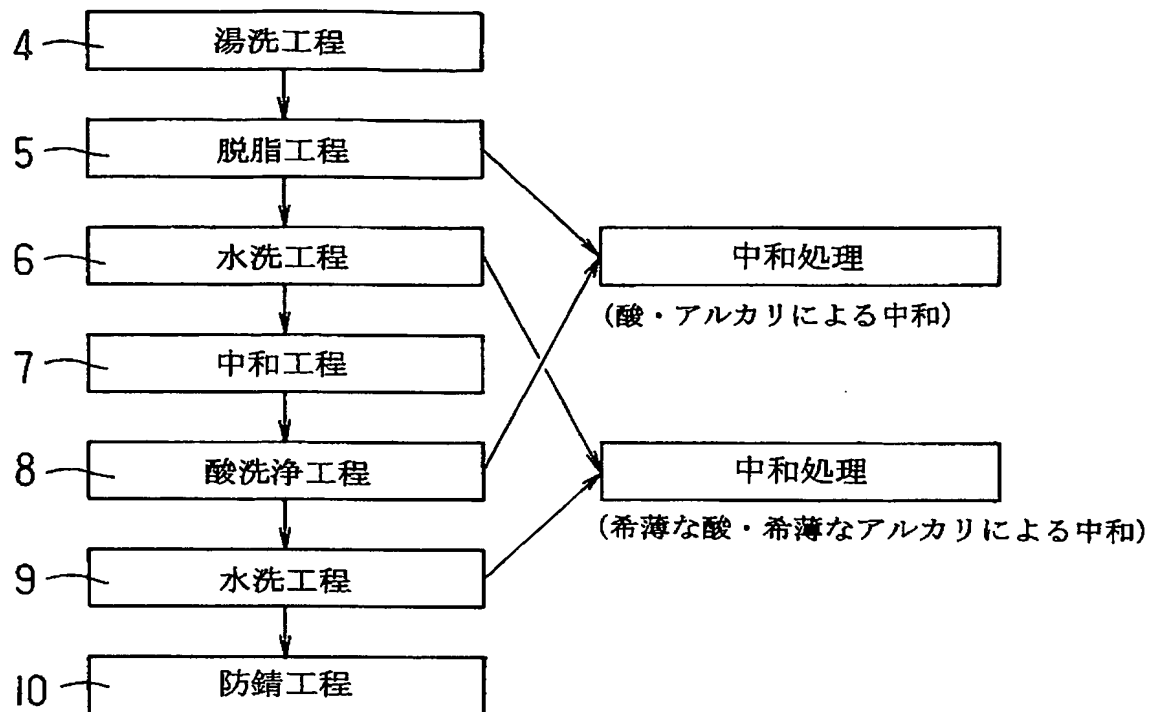 4 湯洗工程
5 脱脂工程
6 水洗工程
中和処理
(酸・アルカリによる中和)
7 中和工程
8 酸洗浄工程
中和処理
(希薄な酸・希薄なアルカリによる中和)
9 水洗工程
10 防錆工程